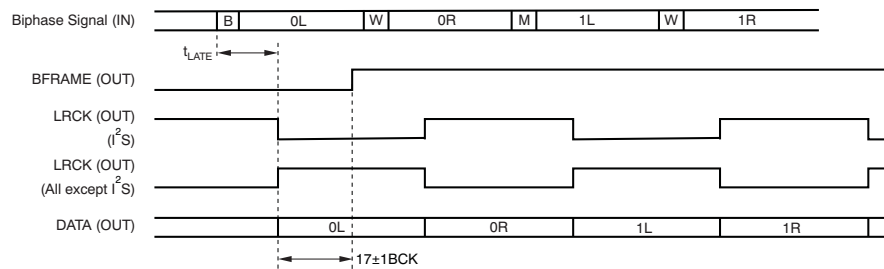 Biphase Signal (IN) B 0L W 0R M 1L W 1R
tLATE
BFRAME (OUT)
LRCK (OUT)
(I2S)
LRCK (OUT)
(All except I2S)
DATA (OUT) 0L 0R 1L 1R
17±1BCK